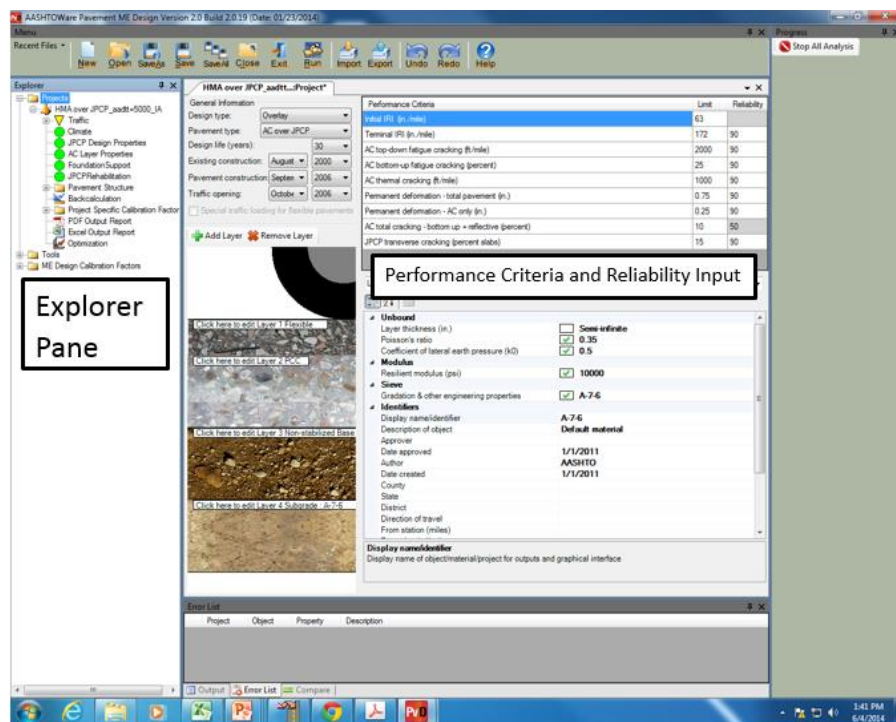 AASHTOWare Pavement ME Design Version 2.0 Build 2.0.19 (Date: 01/23/2014)
Menu
Recent Files
New Open SaveAs Save SaveAll Close Exit Run Import Export Undo Redo Help
Progress
Stop All Analysis
Explorer
Projects
HMA over JPCP_aadtt=5000_IA
Traffic
Climate
JPCP Design Properties
AC Layer Properties
Foundation Support
JPCP Rehabilitation
Pavement Structure
Backcalculation
Project Specific Calibration Factor
PDF Output Report
Excel Output Report
Optimization
Tools
ME Design Calibration Factors
Explorer
Pane
HMA over JPCP_aadtt...:Project*
General Information
Design type: Overlay
Pavement type: AC over JPCP
Design life (years): 30
Existing construction: August 2000
Pavement construction: Septen 2006
Traffic opening: Octobe 2006
Special traffic loading for flexible pavements
Add Layer Remove Layer
Click here to edit Layer 1 Flexible
Click here to edit Layer 2 PCC
Click here to edit Layer 3 Non-stabilized Base
Click here to edit Layer 4 Subgrade : A-7-6
Performance Criteria Limit Reliability
Initial IRI (in./mile) 63
Terminal IRI (in./mile) 172 90
AC top-down fatigue cracking (ft/mile) 2000 90
AC bottom-up fatigue cracking (percent) 25 90
AC thermal cracking (ft/mile) 1000 90
Permanent deformation - total pavement (in.) 0.75 90
Permanent deformation - AC only (in.) 0.25 90
AC total cracking - bottom up + reflective (percent) 10 50
JPCP transverse cracking (percent slabs) 15 90
Performance Criteria and Reliability Input
Unbound
Layer thickness (in.) Semi-infinite
Poisson's ratio 0.35
Coefficient of lateral earth pressure (k0) 0.5
Modulus
Resilient modulus (psi) 10000
Sieve
Gradation & other engineering properties A-7-6
Identifiers
Display name/identifier A-7-6
Description of object Default material
Approver
Date approved 1/1/2011
Author AASHTO
Date created 1/1/2011
County
State
District
Direction of travel
From station (miles)
Display name/identifier
Display name of object/material/project for outputs and graphical interface
Error List
Project Object Property Description
Output Error List Compare
1:41 PM
6/4/2014